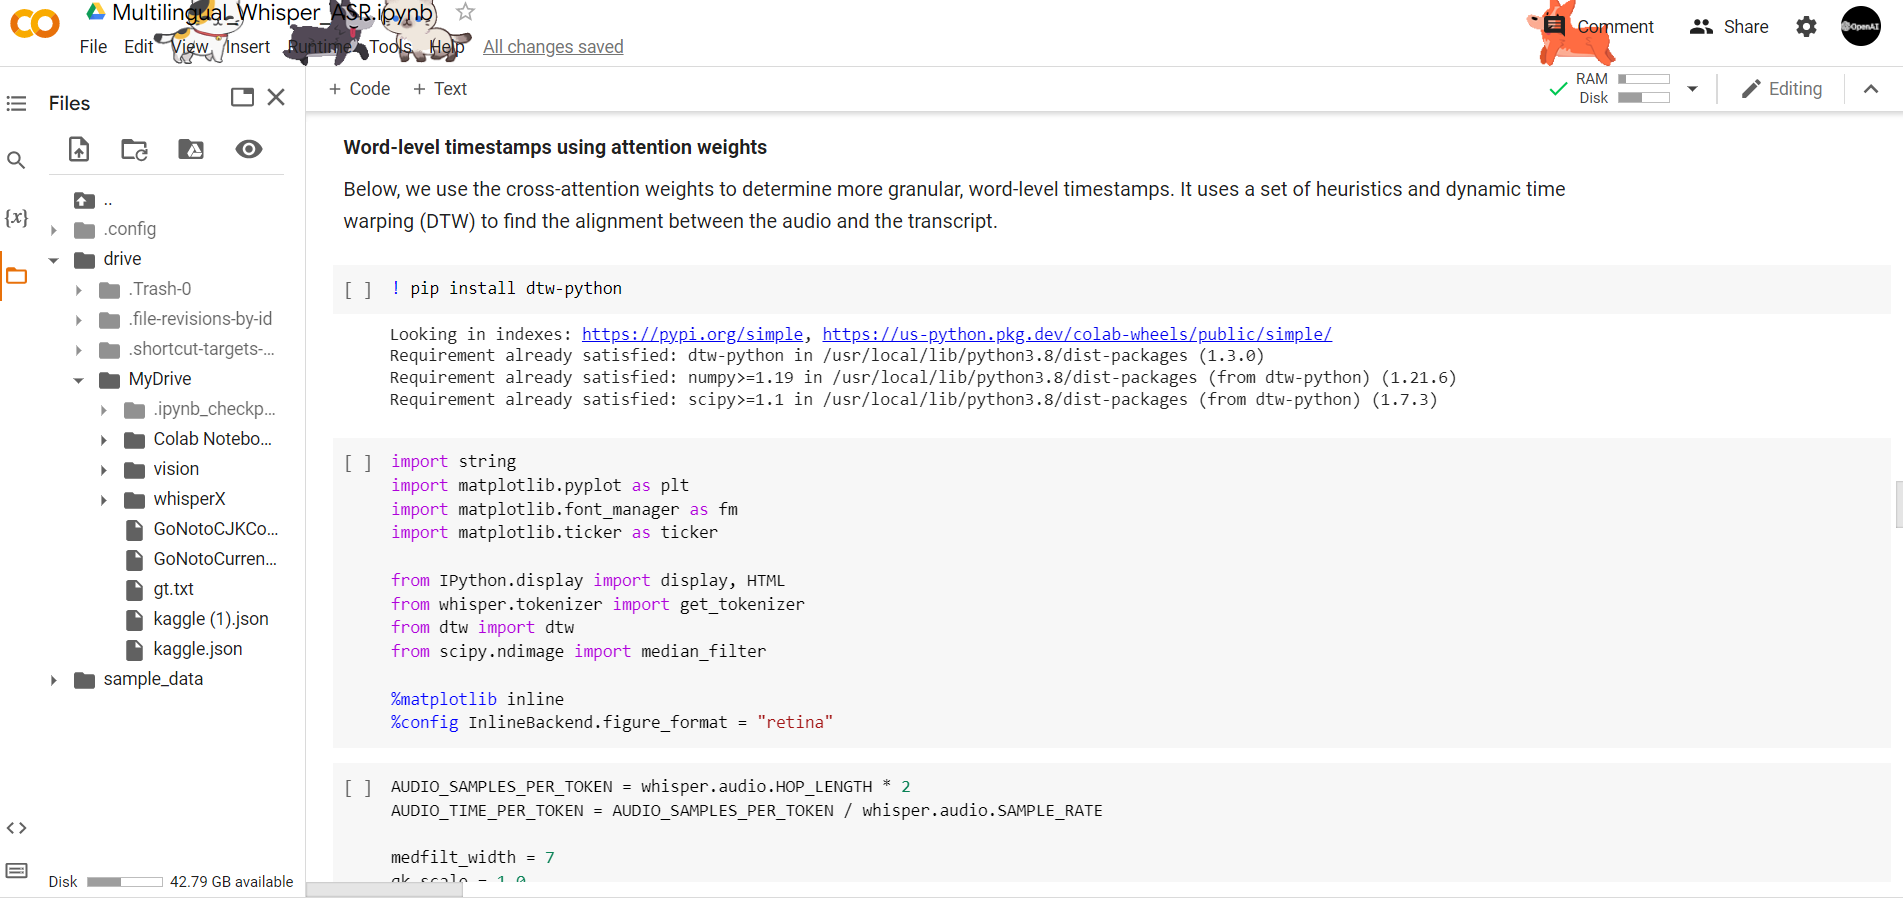 Multilingual_Whisper_ASR.ipynb
File Edit View Insert Runtime Tools Help All changes saved
Comment Share OpenAI
Files
+ Code + Text
RAM
Disk
Editing
{x}
..
.config
drive
.Trash-0
.file-revisions-by-id
.shortcut-targets-...
MyDrive
.ipynb_checkp...
Colab Notebo...
vision
whisperX
GoNotoCJKCo...
GoNotoCurren...
gt.txt
kaggle (1).json
kaggle.json
sample_data
Disk 42.79 GB available
Word-level timestamps using attention weights
Below, we use the cross-attention weights to determine more granular, word-level timestamps. It uses a set of heuristics and dynamic time
warping (DTW) to find the alignment between the audio and the transcript.
[ ] ! pip install dtw-python
Looking in indexes: https://pypi.org/simple, https://us-python.pkg.dev/colab-wheels/public/simple/
Requirement already satisfied: dtw-python in /usr/local/lib/python3.8/dist-packages (1.3.0)
Requirement already satisfied: numpy>=1.19 in /usr/local/lib/python3.8/dist-packages (from dtw-python) (1.21.6)
Requirement already satisfied: scipy>=1.1 in /usr/local/lib/python3.8/dist-packages (from dtw-python) (1.7.3)
[ ] import string
import matplotlib.pyplot as plt
import matplotlib.font_manager as fm
import matplotlib.ticker as ticker
from IPython.display import display, HTML
from whisper.tokenizer import get_tokenizer
from dtw import dtw
from scipy.ndimage import median_filter
%matplotlib inline
%config InlineBackend.figure_format = "retina"
[ ] AUDIO_SAMPLES_PER_TOKEN = whisper.audio.HOP_LENGTH * 2
AUDIO_TIME_PER_TOKEN = AUDIO_SAMPLES_PER_TOKEN / whisper.audio.SAMPLE_RATE
medfilt_width = 7
qk_scale = 1.0